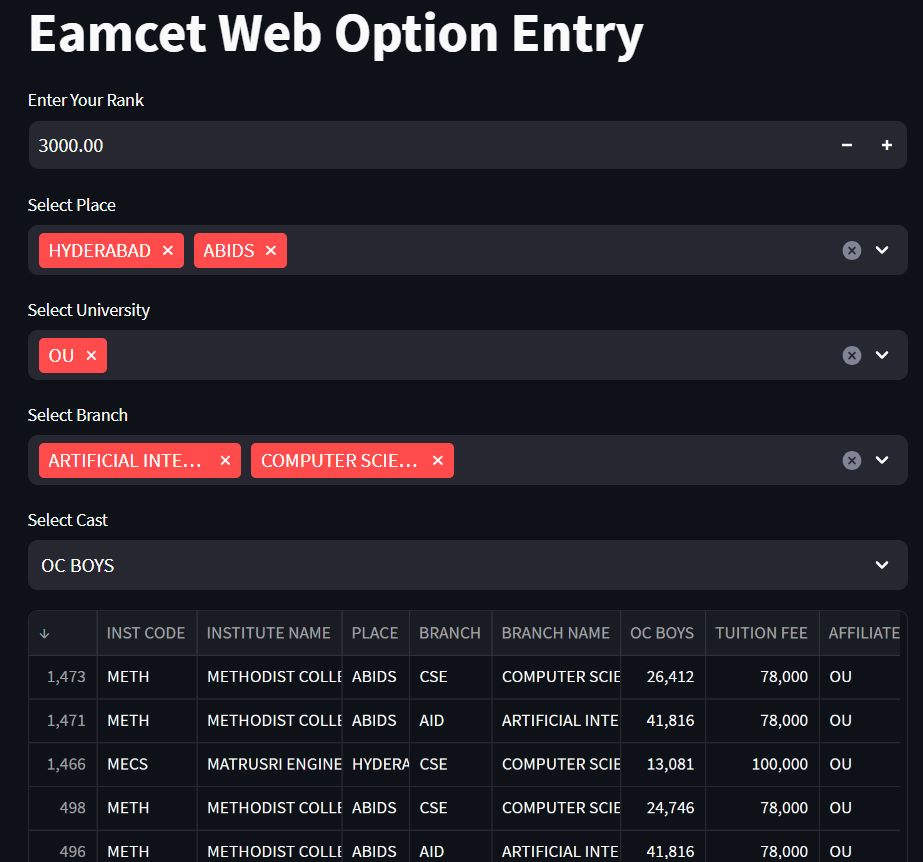 Eamcet Web Option Entry
Enter Your Rank
3000.00 − +
Select Place
HYDERABAD × ABIDS ×
Select University
OU ×
Select Branch
ARTIFICIAL INTE... × COMPUTER SCIE... ×
Select Cast
OC BOYS
↓ INST CODE INSTITUTE NAME PLACE BRANCH BRANCH NAME OC BOYS TUITION FEE AFFILIATE
1,473 METH METHODIST COLLE ABIDS CSE COMPUTER SCIE 26,412 78,000 OU
1,471 METH METHODIST COLLE ABIDS AID ARTIFICIAL INTE 41,816 78,000 OU
1,466 MECS MATRUSRI ENGINE HYDERA CSE COMPUTER SCIE 13,081 100,000 OU
498 METH METHODIST COLLE ABIDS CSE COMPUTER SCIE 24,746 78,000 OU
496 METH METHODIST COLLE ABIDS AID ARTIFICIAL INTE 41,816 78,000 OU